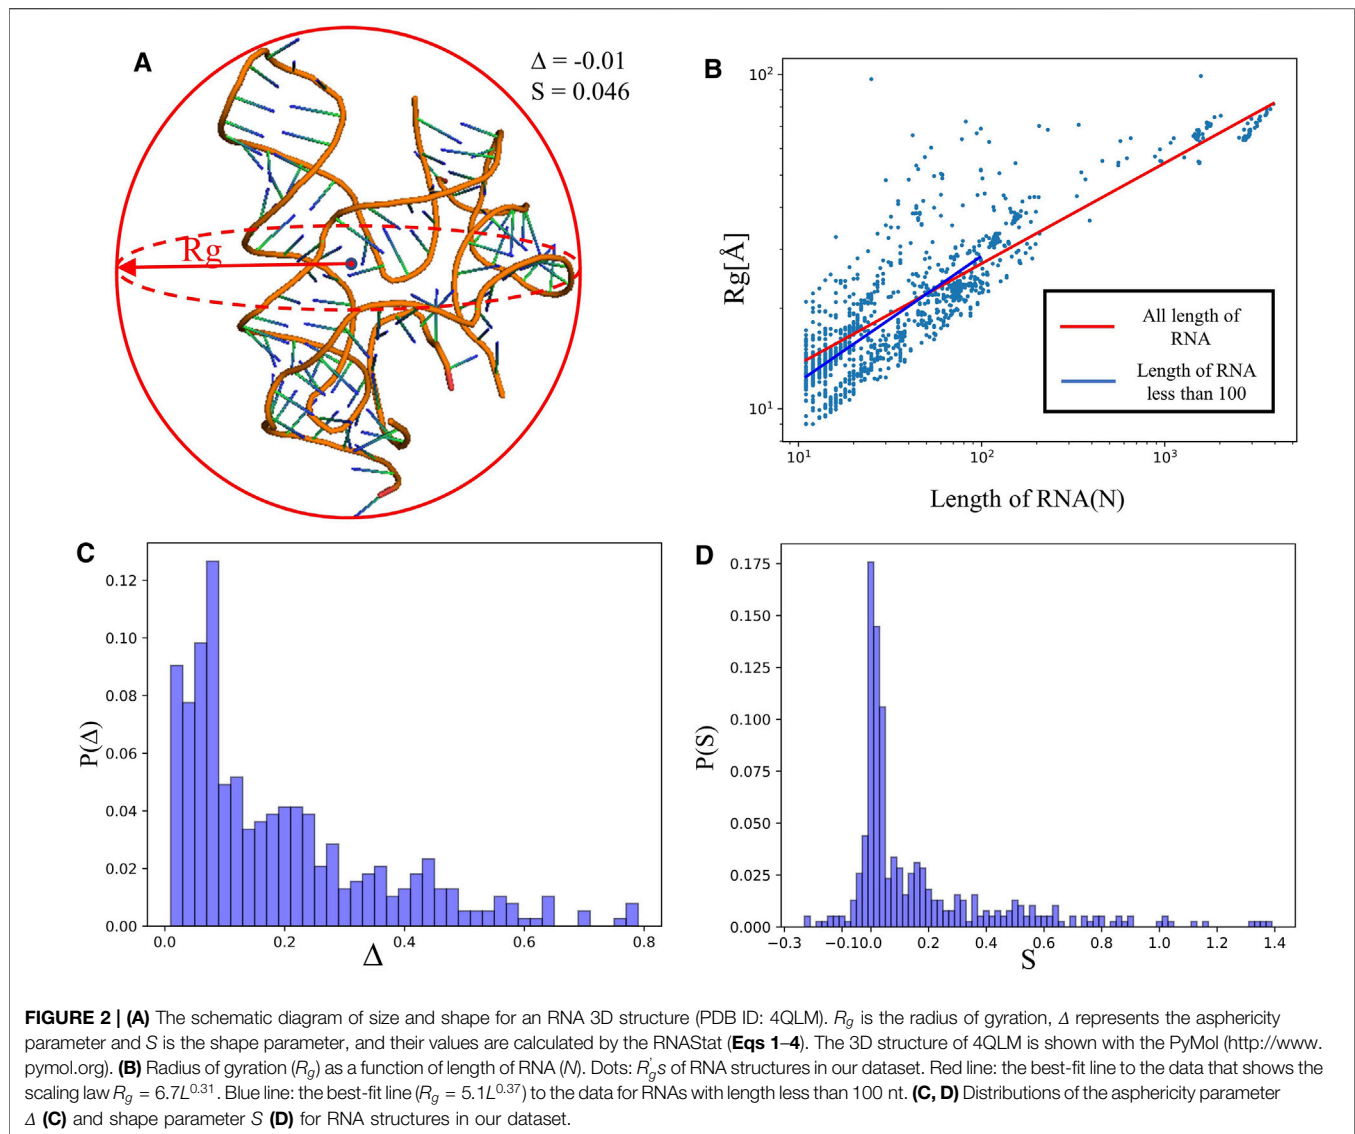 A
Δ = -0.01
S = 0.046
Rg
B
10²
10¹
Rg[Å]
All length of
RNA
Length of RNA
less than 100
10¹
10²
10³
Length of RNA(N)
C
0.12
0.10
0.08
0.06
0.04
0.02
0.00
P(Δ)
0.0
0.2
0.4
0.6
0.8
Δ
D
0.175
0.150
0.125
0.100
0.075
0.050
0.025
0.000
P(S)
−0.3
−0.1
0.0
0.2
0.4
0.6
0.8
1.0
1.2
1.4
S
FIGURE 2 | (A) The schematic diagram of size and shape for an RNA 3D structure (PDB ID: 4QLM). Rg is the radius of gyration, Δ represents the asphericity
parameter and S is the shape parameter, and their values are calculated by the RNAStat (Eqs 1–4). The 3D structure of 4QLM is shown with the PyMol (http://www.
pymol.org). (B) Radius of gyration (Rg) as a function of length of RNA (N). Dots: R'gs of RNA structures in our dataset. Red line: the best-fit line to the data that shows the
scaling law Rg = 6.7L^0.31. Blue line: the best-fit line (Rg = 5.1L^0.37) to the data for RNAs with length less than 100 nt. (C, D) Distributions of the asphericity parameter
Δ (C) and shape parameter S (D) for RNA structures in our dataset.